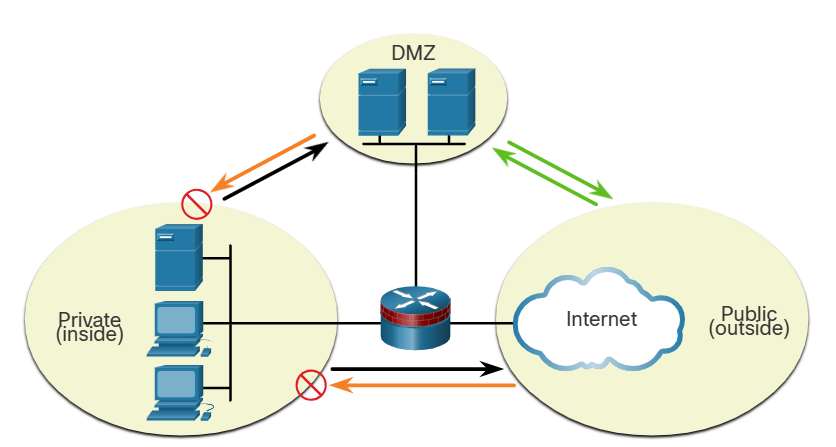 DMZ
Private
(inside)
Internet
Public
(outside)